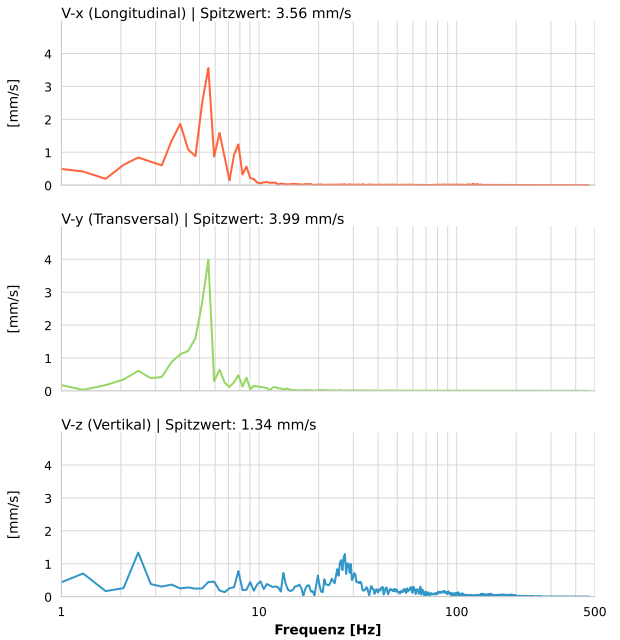 V-x (Longitudinal) | Spitzwert: 3.56 mm/s
4
3
2
1
0
[mm/s]
V-y (Transversal) | Spitzwert: 3.99 mm/s
4
3
2
1
0
[mm/s]
V-z (Vertikal) | Spitzwert: 1.34 mm/s
4
3
2
1
0
[mm/s]
1 10 100 500
Frequenz [Hz]